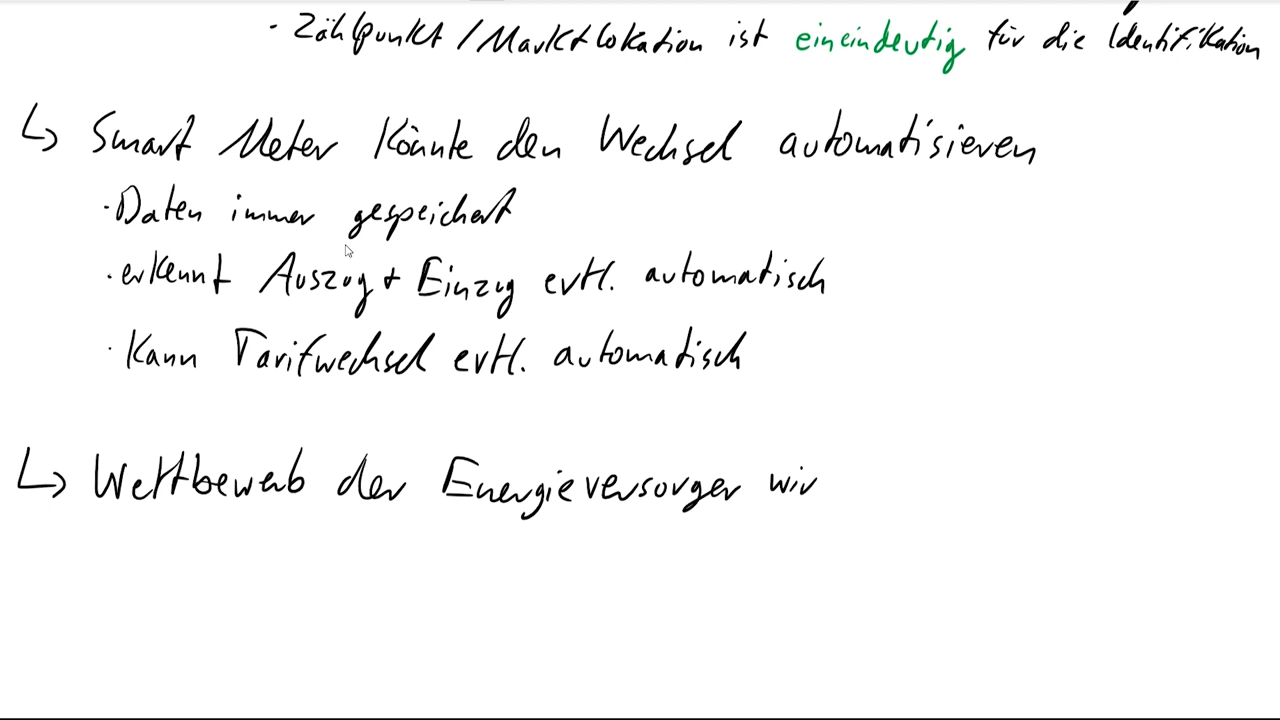 · Zählpunkt / Marktlokation ist eineindeutig für die Identifikation
↳ Smart Meter könnte den Wechsel automatisieren
· Daten immer gespeichert
· erkennt Auszug + Einzug evtl. automatisch
· Kann Tarifwechsel evtl. automatisch
↳ Wettbewerb der Energieversorger wir